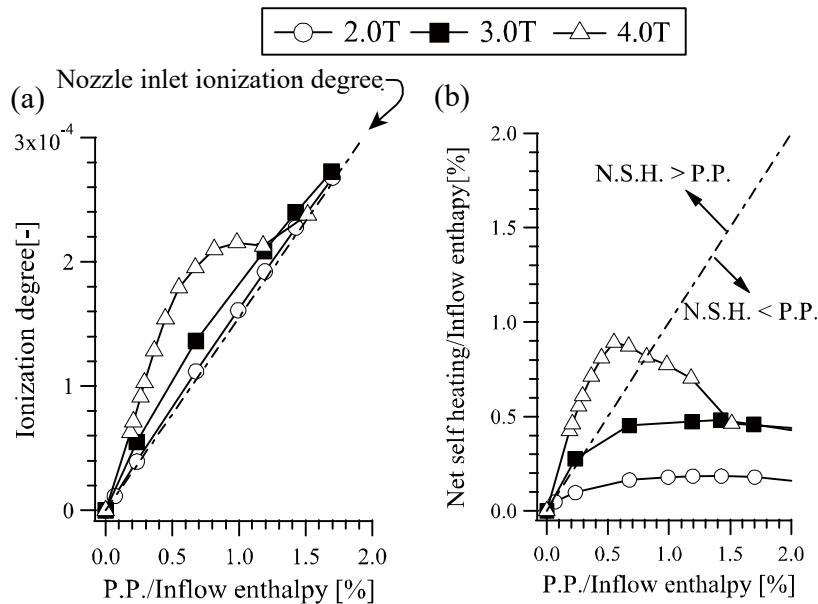 2.0T 3.0T 4.0T
Nozzle inlet ionization degree
(a)
3x10-4
2
1
0
Ionization degree[-]
0.0 0.5 1.0 1.5 2.0
P.P./Inflow enthalpy [%]
(b)
2.0
1.5
1.0
0.5
0.0
Net self heating/Inflow enthapy[%]
N.S.H. > P.P.
N.S.H. < P.P.
0.0 0.5 1.0 1.5 2.0
P.P./Inflow enthalpy [%]